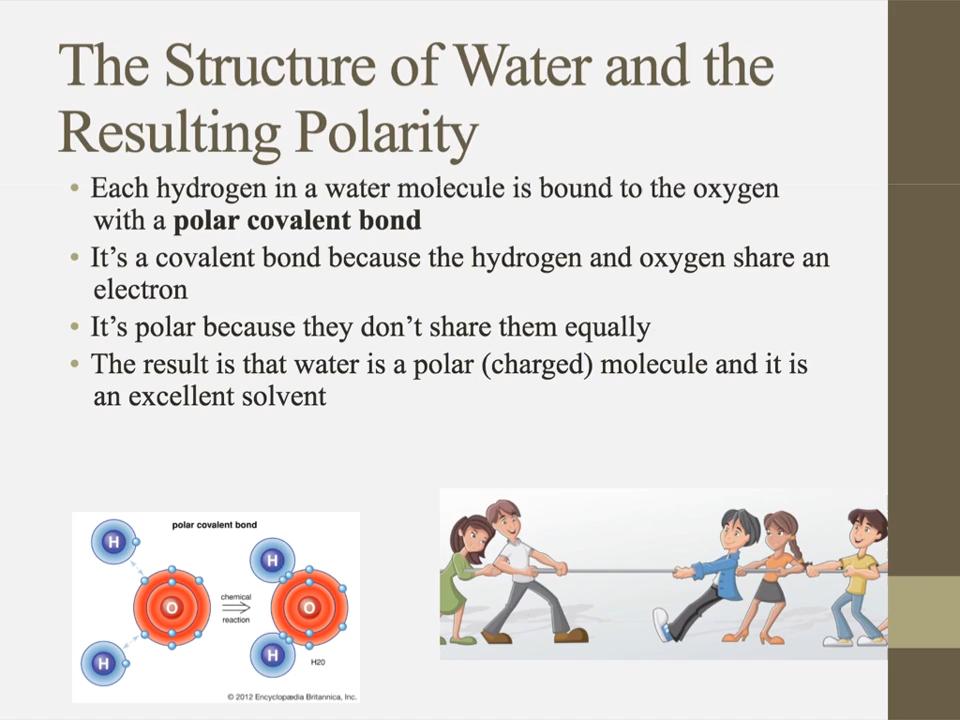 The Structure of Water and the
Resulting Polarity
• Each hydrogen in a water molecule is bound to the oxygen
with a polar covalent bond
• It’s a covalent bond because the hydrogen and oxygen share an
electron
• It’s polar because they don’t share them equally
• The result is that water is a polar (charged) molecule and it is
an excellent solvent
polar covalent bond
H
H
O
chemical
reaction
O
H
H
H20
© 2012 Encyclopædia Britannica, Inc.